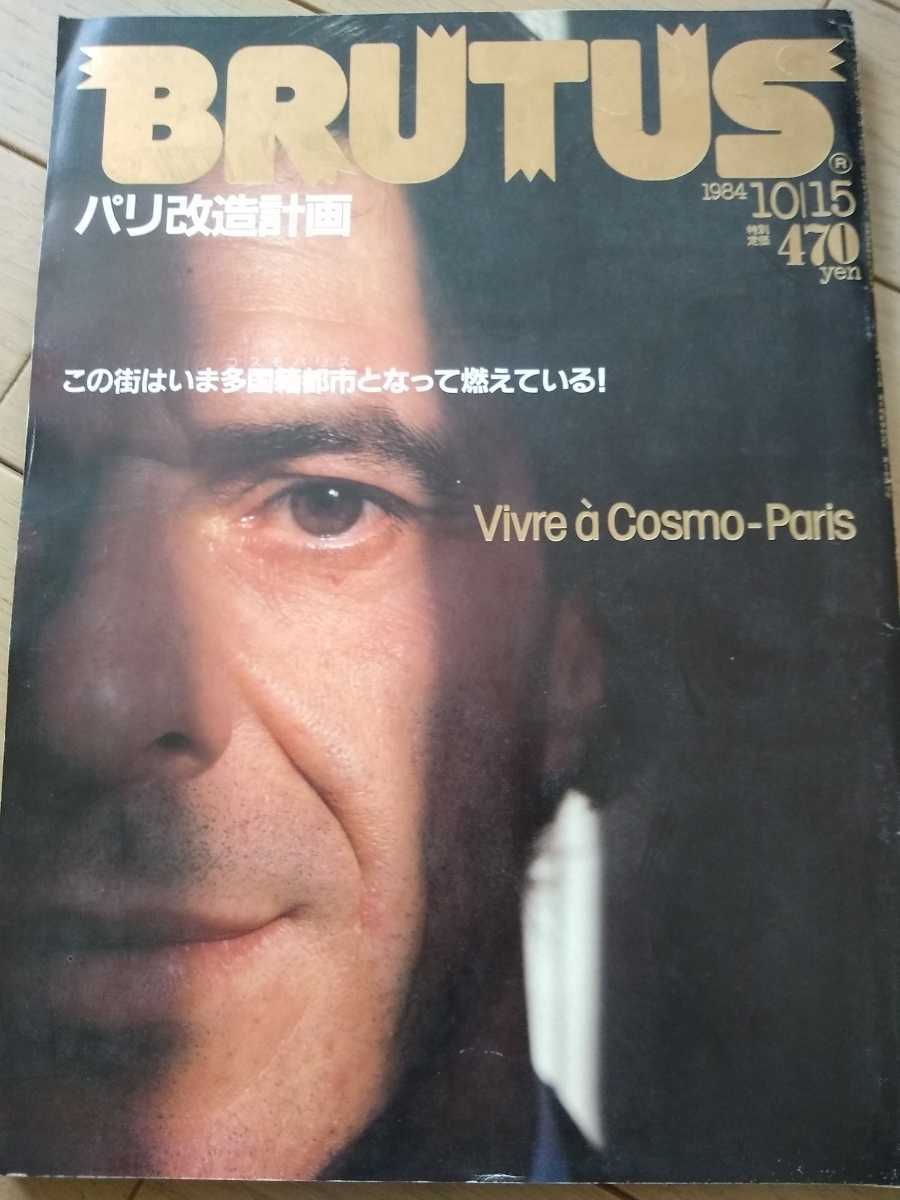 BRUTUS
®
1984 10|15
特別定価 470 yen
パリ改造計画
コスモパリス
この街はいま多国籍都市となって燃えている!
Vivre à Cosmo-Paris